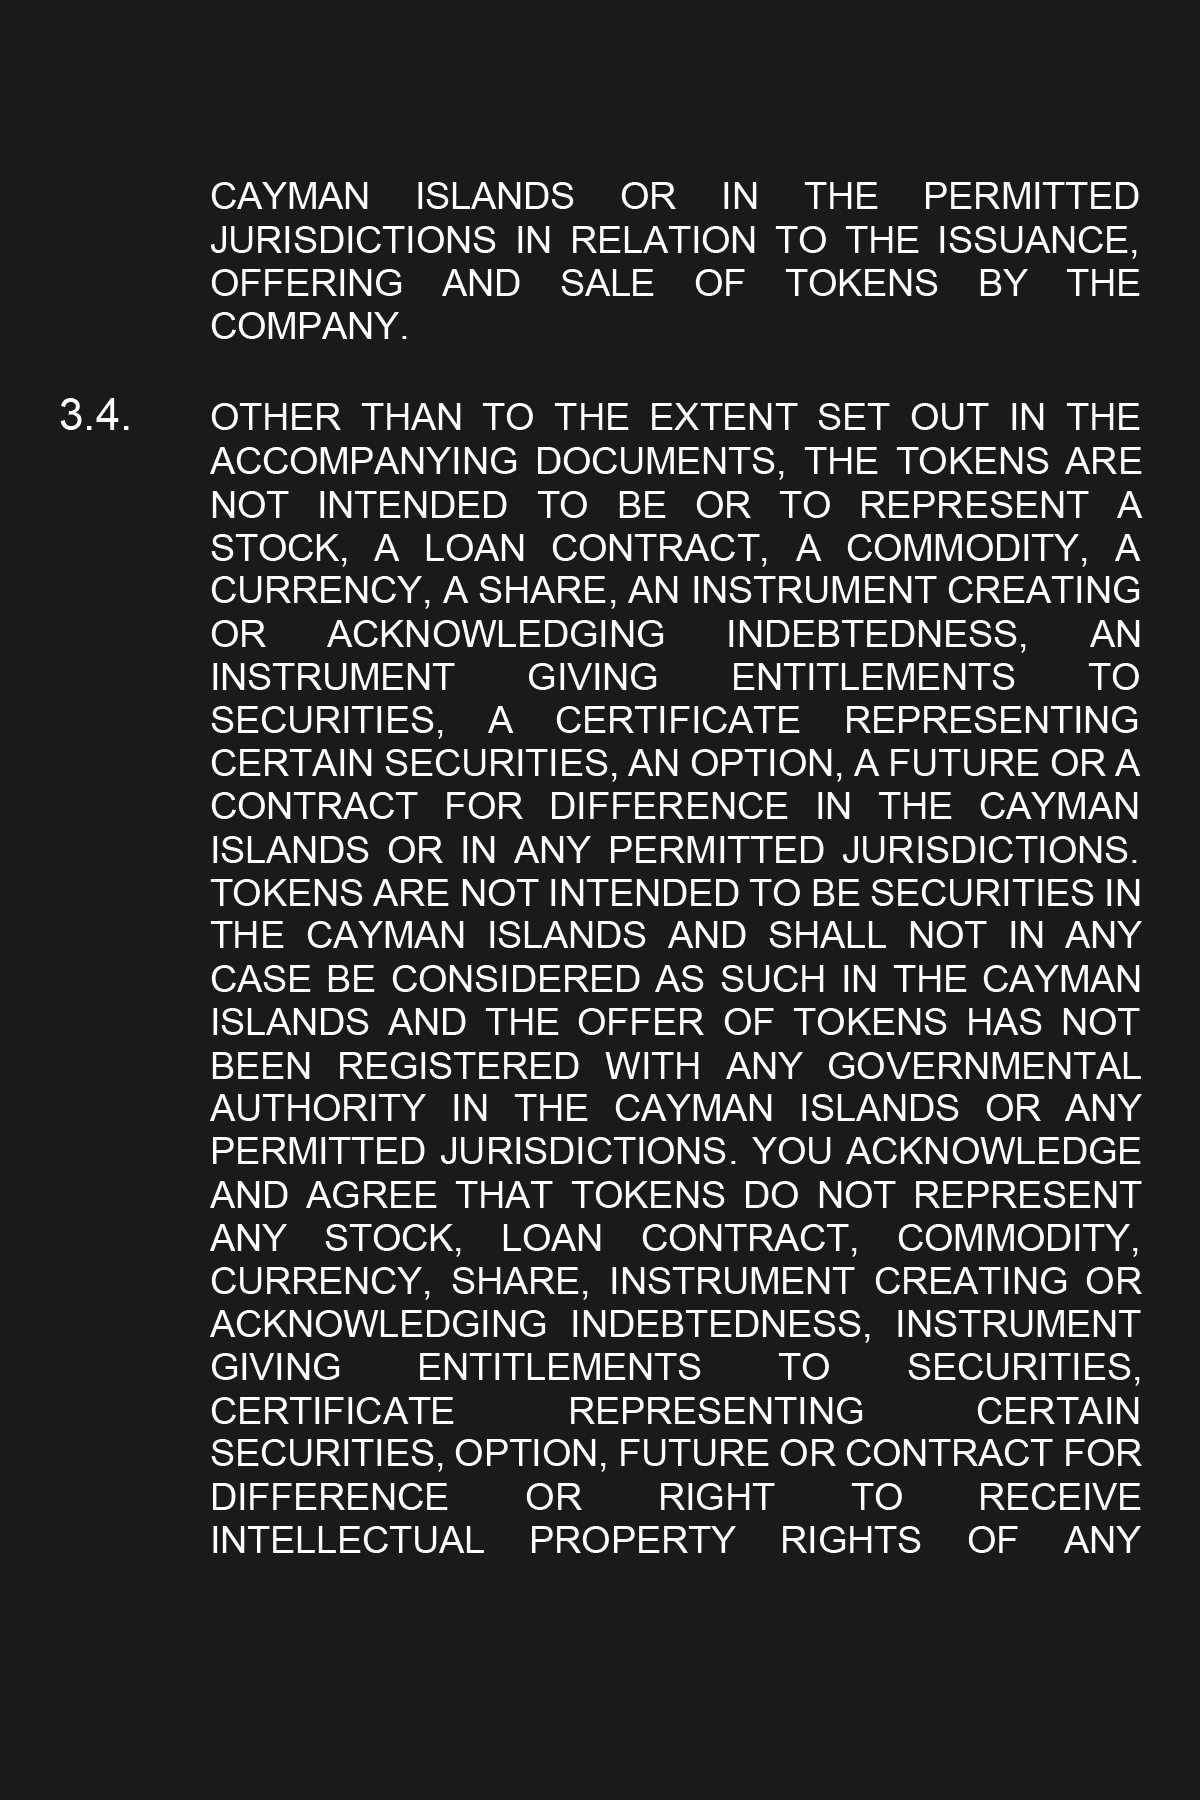 CAYMAN ISLANDS OR IN THE PERMITTED
JURISDICTIONS IN RELATION TO THE ISSUANCE,
OFFERING AND SALE OF TOKENS BY THE
COMPANY.
3.4. OTHER THAN TO THE EXTENT SET OUT IN THE
ACCOMPANYING DOCUMENTS, THE TOKENS ARE
NOT INTENDED TO BE OR TO REPRESENT A
STOCK, A LOAN CONTRACT, A COMMODITY, A
CURRENCY, A SHARE, AN INSTRUMENT CREATING
OR ACKNOWLEDGING INDEBTEDNESS, AN
INSTRUMENT GIVING ENTITLEMENTS TO
SECURITIES, A CERTIFICATE REPRESENTING
CERTAIN SECURITIES, AN OPTION, A FUTURE OR A
CONTRACT FOR DIFFERENCE IN THE CAYMAN
ISLANDS OR IN ANY PERMITTED JURISDICTIONS.
TOKENS ARE NOT INTENDED TO BE SECURITIES IN
THE CAYMAN ISLANDS AND SHALL NOT IN ANY
CASE BE CONSIDERED AS SUCH IN THE CAYMAN
ISLANDS AND THE OFFER OF TOKENS HAS NOT
BEEN REGISTERED WITH ANY GOVERNMENTAL
AUTHORITY IN THE CAYMAN ISLANDS OR ANY
PERMITTED JURISDICTIONS. YOU ACKNOWLEDGE
AND AGREE THAT TOKENS DO NOT REPRESENT
ANY STOCK, LOAN CONTRACT, COMMODITY,
CURRENCY, SHARE, INSTRUMENT CREATING OR
ACKNOWLEDGING INDEBTEDNESS, INSTRUMENT
GIVING ENTITLEMENTS TO SECURITIES,
CERTIFICATE REPRESENTING CERTAIN
SECURITIES, OPTION, FUTURE OR CONTRACT FOR
DIFFERENCE OR RIGHT TO RECEIVE
INTELLECTUAL PROPERTY RIGHTS OF ANY